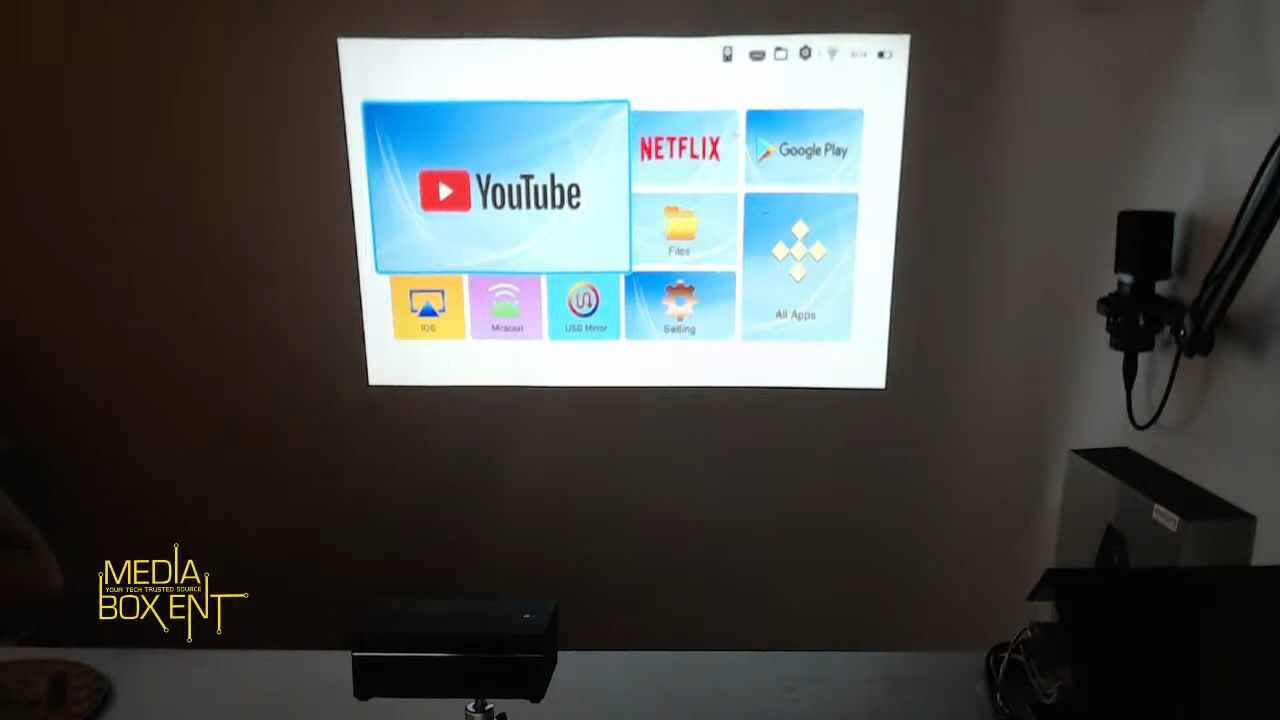 NETFLIX
Google Play
YouTube
Files
All Apps
IOS
Miracast
USB Mirror
Setting
MEDIA
YOUR TECH TRUSTED SOURCE
BOX ENT